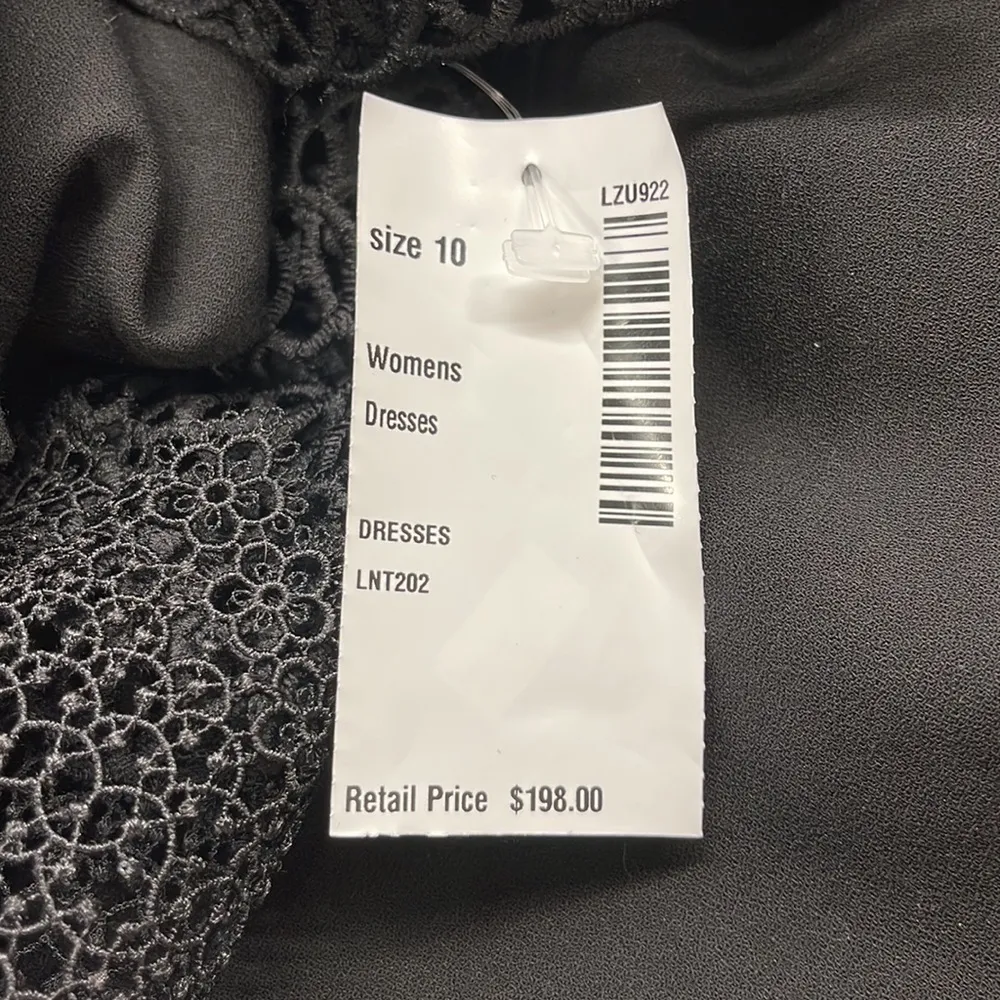 LZU922
size 10
Womens
Dresses
DRESSES
LNT202
Retail Price $198.00